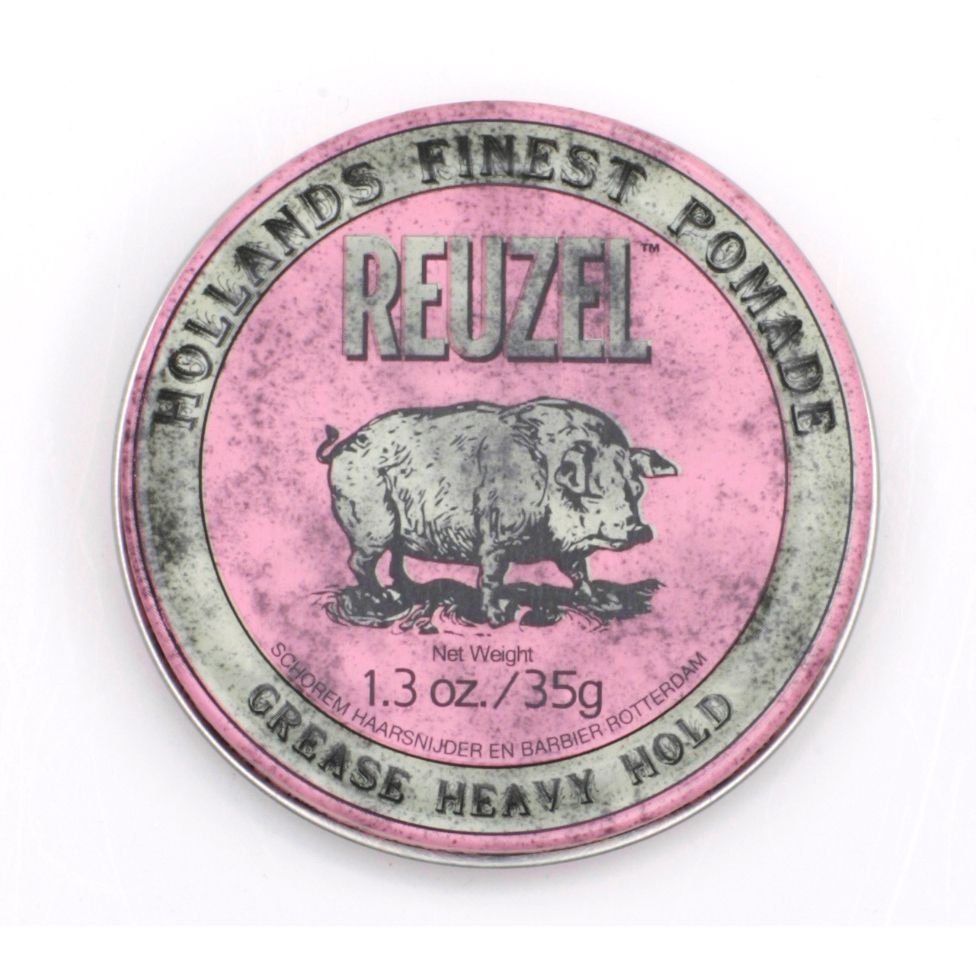 HOLLANDS FINEST POMADE
REUZEL™
Net Weight
1.3 oz./35g
SCHOREM HAARSNIJDER EN BARBIER ROTTERDAM
GREASE HEAVY HOLD